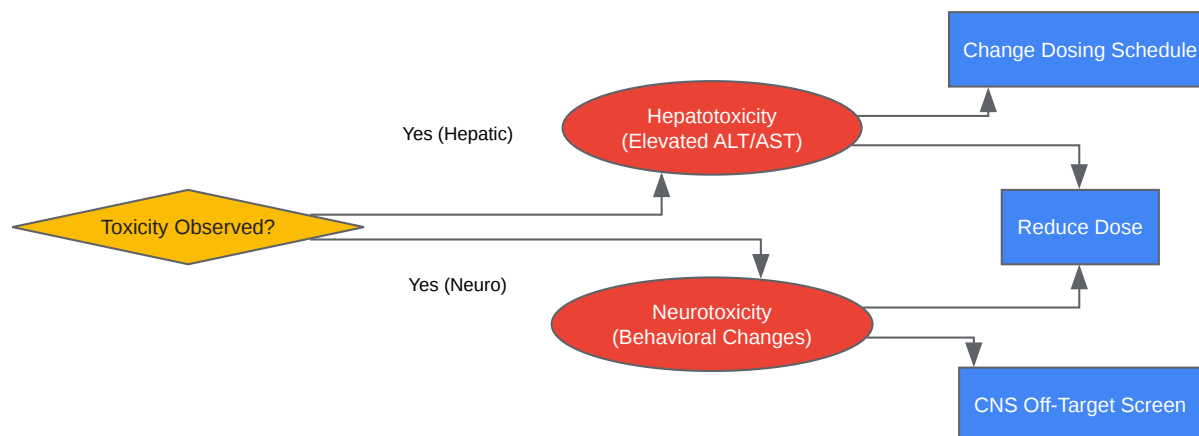 Change Dosing Schedule
Hepatotoxicity
(Elevated ALT/AST)
Yes (Hepatic)
Toxicity Observed?
Reduce Dose
Yes (Neuro)
Neurotoxicity
(Behavioral Changes)
CNS Off-Target Screen